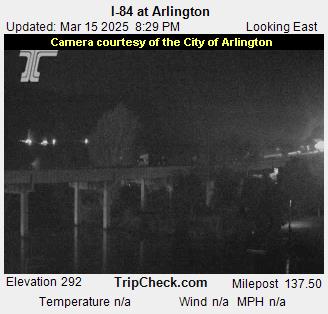 I-84 at Arlington
Updated: Mar 15 2025 8:29 PM Looking East
Camera courtesy of the City of Arlington
Elevation 292 TripCheck.com Milepost 137.50
Temperature n/a Wind n/a MPH n/a